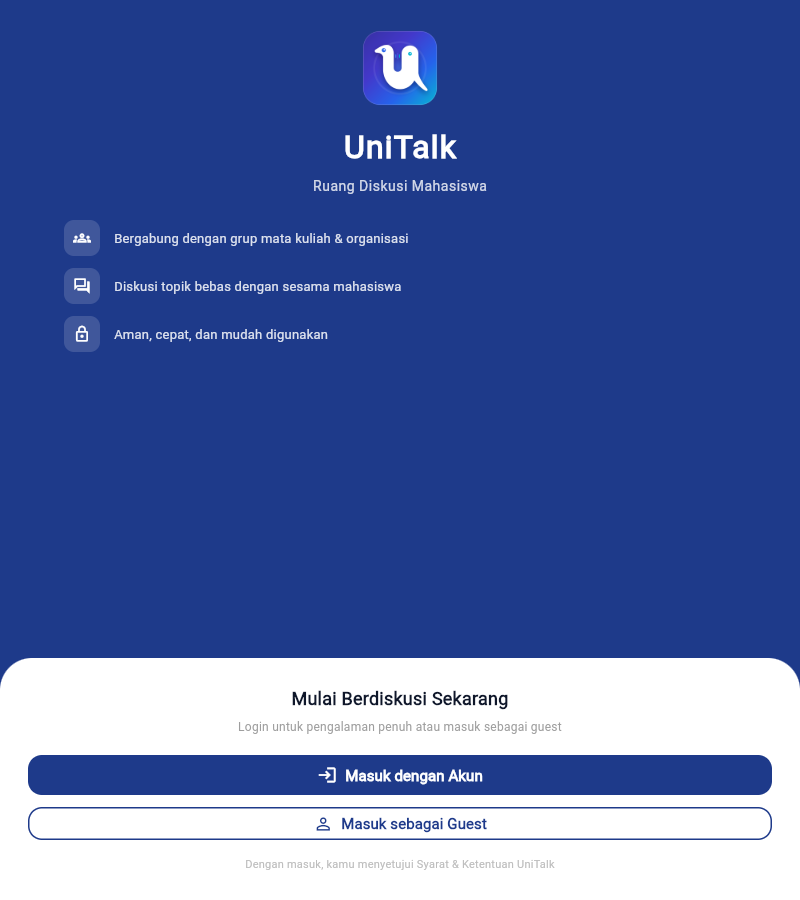 UniTalk
Ruang Diskusi Mahasiswa
Bergabung dengan grup mata kuliah & organisasi
Diskusi topik bebas dengan sesama mahasiswa
Aman, cepat, dan mudah digunakan
Mulai Berdiskusi Sekarang
Login untuk pengalaman penuh atau masuk sebagai guest
Masuk dengan Akun
Masuk sebagai Guest
Dengan masuk, kamu menyetujui Syarat & Ketentuan UniTalk